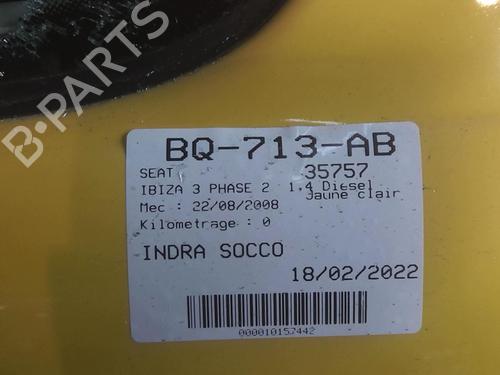 B-PARTS
BQ-713-AB
SEAT 35757
IBIZA 3 PHASE 2 1.4 Diesel
Jaune clair
Mec : 22/08/2008
Kilometrage : 0
INDRA SOCCO
18/02/2022
000010157442